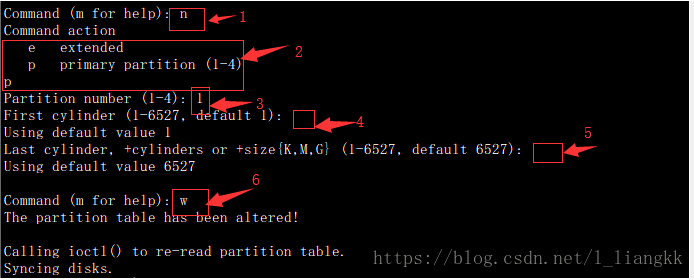 Command (m for help): n
1
Command action
e extended
2
p primary partition (1-4)
p
Partition number (1-4): 1
3
First cylinder (1-6527, default 1):
4
Using default value 1
5
Last cylinder, +cylinders or +size{K,M,G} (1-6527, default 6527):
Using default value 6527
6
Command (m for help): w
The partition table has been altered!
Calling ioctl() to re-read partition table.
Syncing disks.
https://blog.csdn.net/l_liangkk